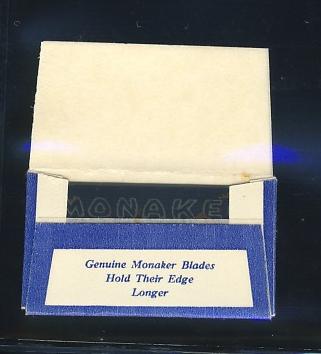 MONAKE
Genuine Monaker Blades
Hold Their Edge
Longer